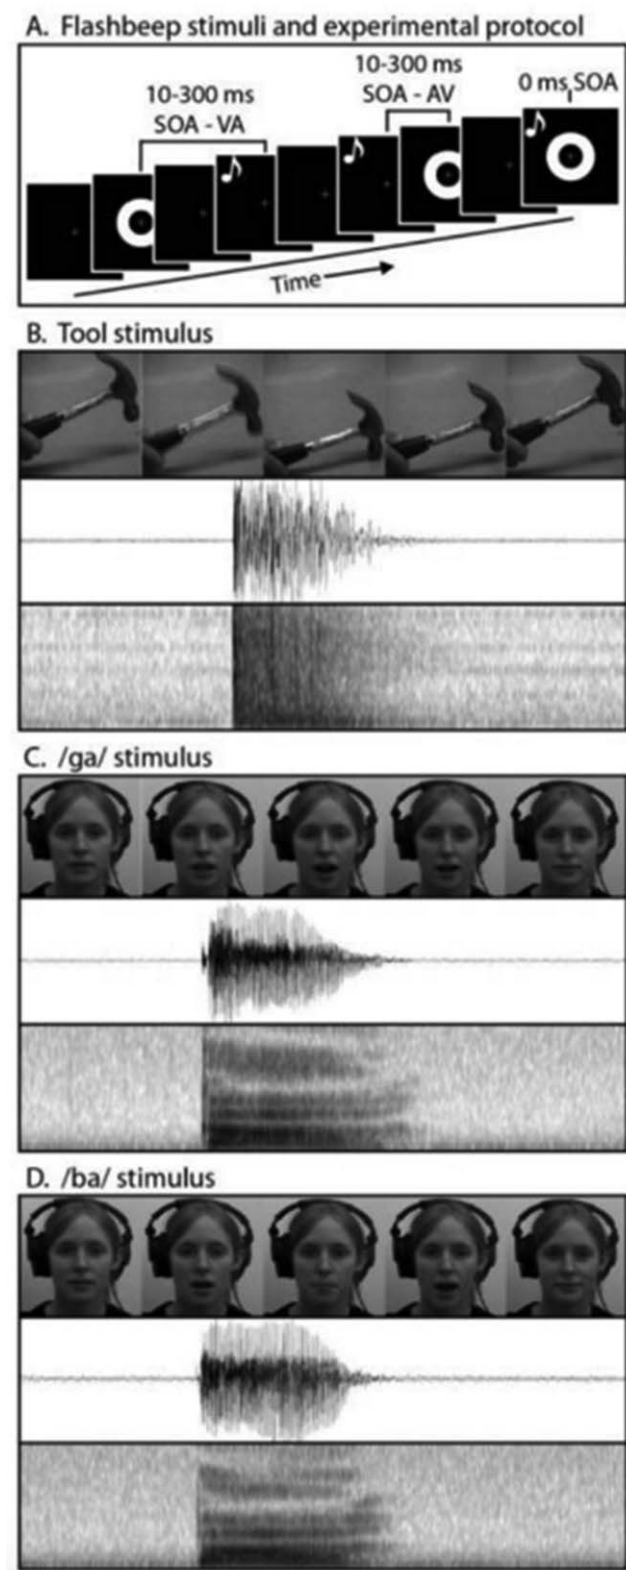 A. Flashbeep stimuli and experimental protocol
10-300 ms
SOA - VA
10-300 ms
SOA - AV
0 ms SOA
Time
B. Tool stimulus
C. /ga/ stimulus
D. /ba/ stimulus